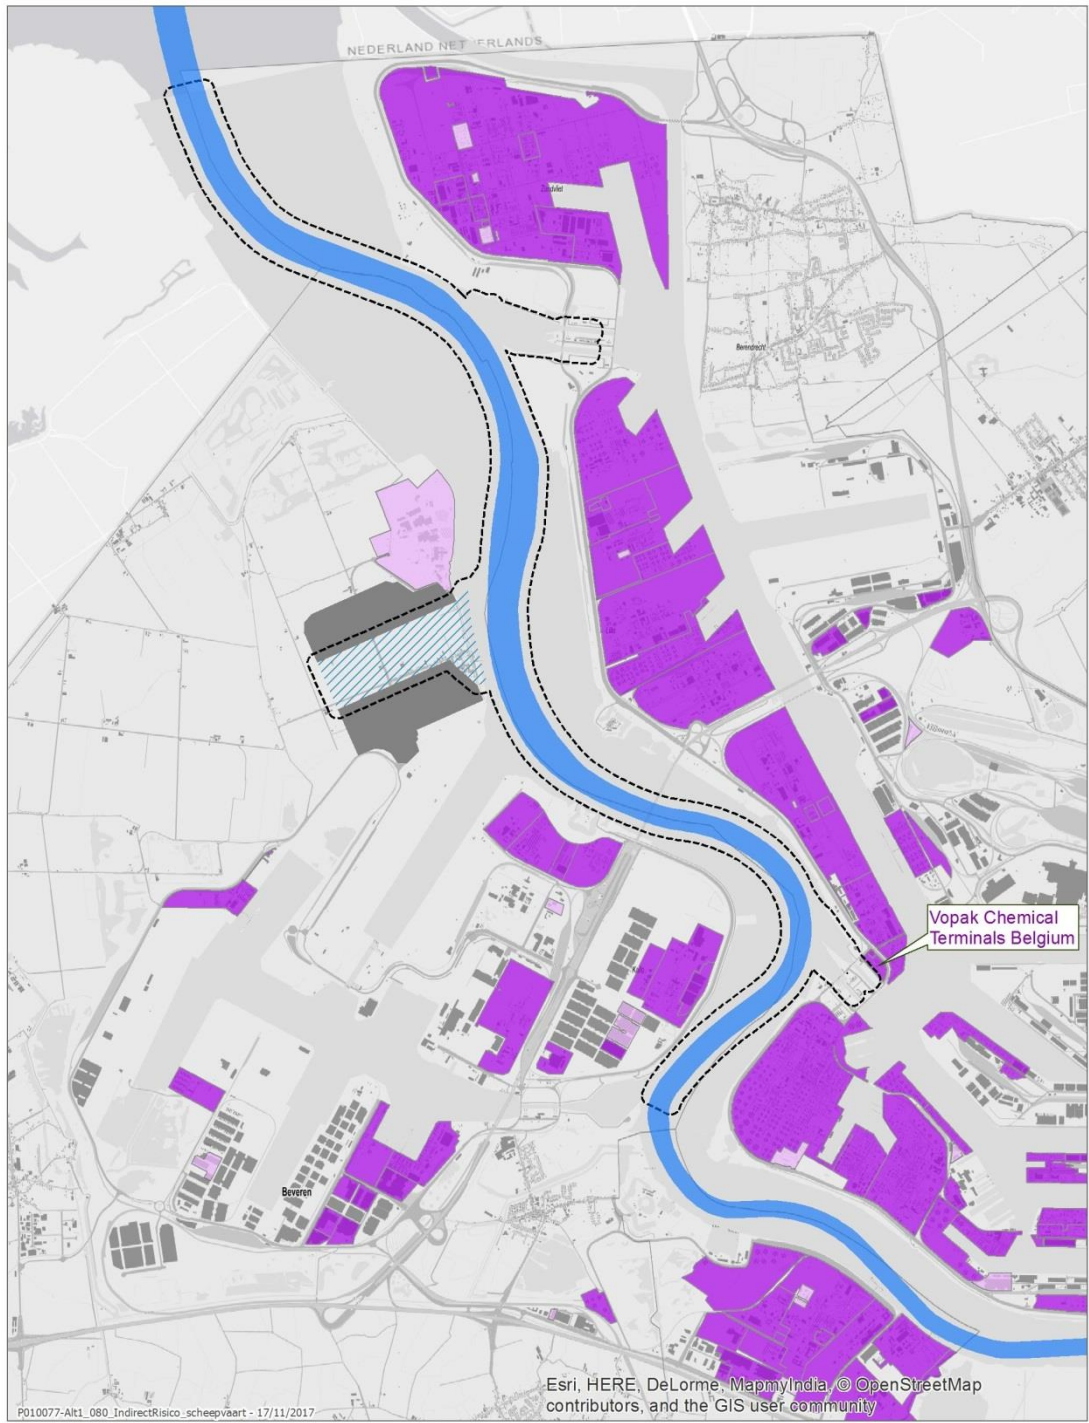 NEDERLAND NETHERLANDS
Zandvliet
Berendrecht
Lillo
Vopak Chemical
Terminals Belgium
Beveren
Esri, HERE, DeLorme, MapmyIndia, © OpenStreetMap
contributors, and the GIS user community
P010077-Alt1_080_IndirectRisico_scheepvaart - 17/11/2017